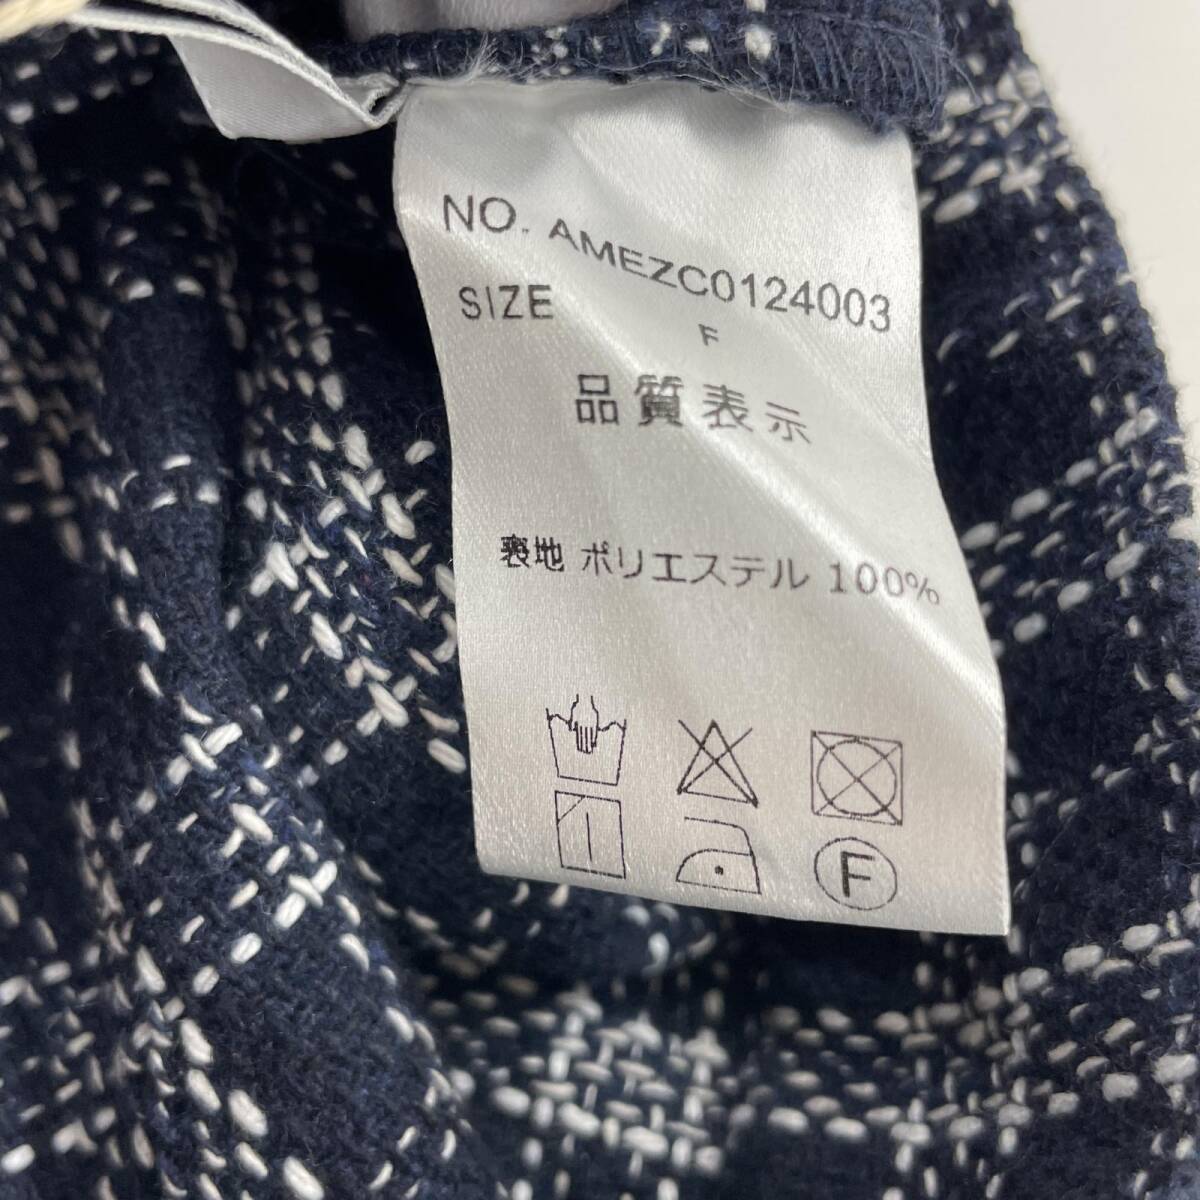 NO. AMEZC0124003
SIZE F
品質表示
裏地 ポリエステル 100%
F